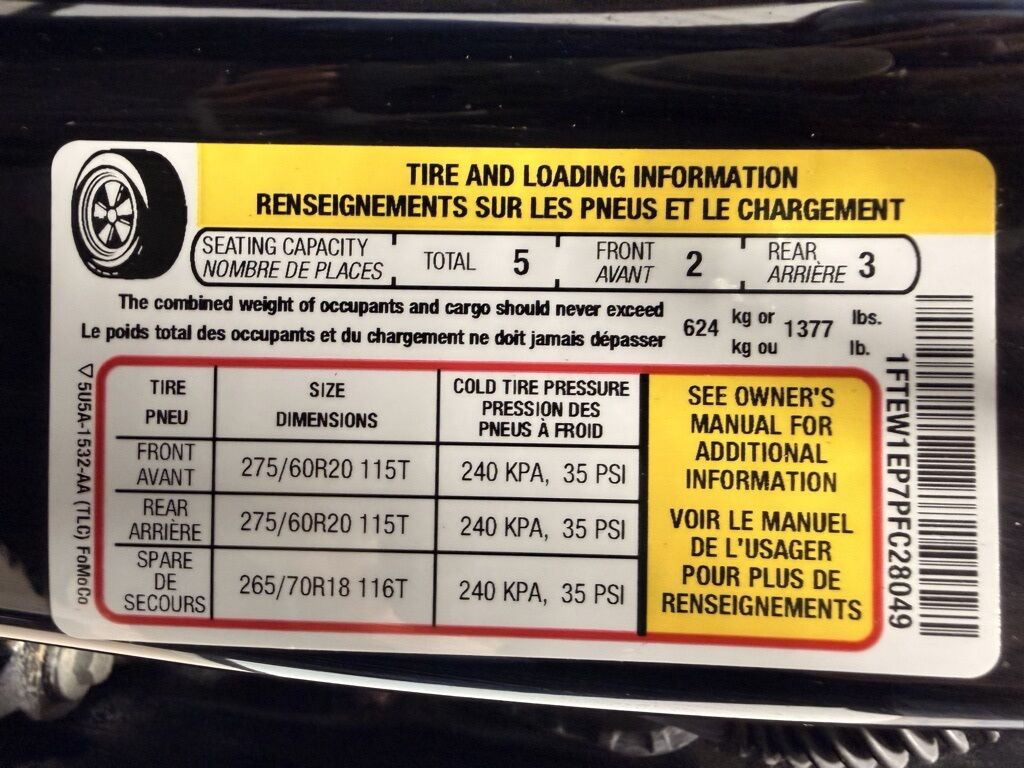 TIRE AND LOADING INFORMATION
RENSEIGNEMENTS SUR LES PNEUS ET LE CHARGEMENT
SEATING CAPACITY
NOMBRE DE PLACES
TOTAL 5
FRONT
AVANT 2
REAR
ARRIÈRE 3
The combined weight of occupants and cargo should never exceed
Le poids total des occupants et du chargement ne doit jamais dépasser
624 kg or 1377 lbs.
kg ou lb.
TIRE
PNEU
SIZE
DIMENSIONS
COLD TIRE PRESSURE
PRESSION DES
PNEUS À FROID
FRONT
AVANT
275/60R20 115T
240 KPA, 35 PSI
REAR
ARRIÈRE
275/60R20 115T
240 KPA, 35 PSI
SPARE
DE
SECOURS
265/70R18 116T
240 KPA, 35 PSI
SEE OWNER'S
MANUAL FOR
ADDITIONAL
INFORMATION
VOIR LE MANUEL
DE L'USAGER
POUR PLUS DE
RENSEIGNEMENTS
1FTEW1EP7PFC28049
5U5A-1532-AA (TLC) FoMoCo